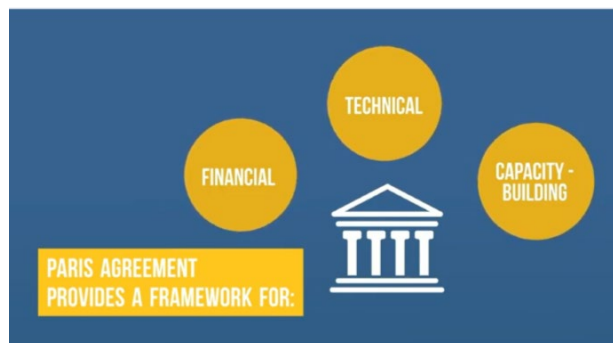 TECHNICAL
FINANCIAL
CAPACITY -
BUILDING
PARIS AGREEMENT
PROVIDES A FRAMEWORK FOR: